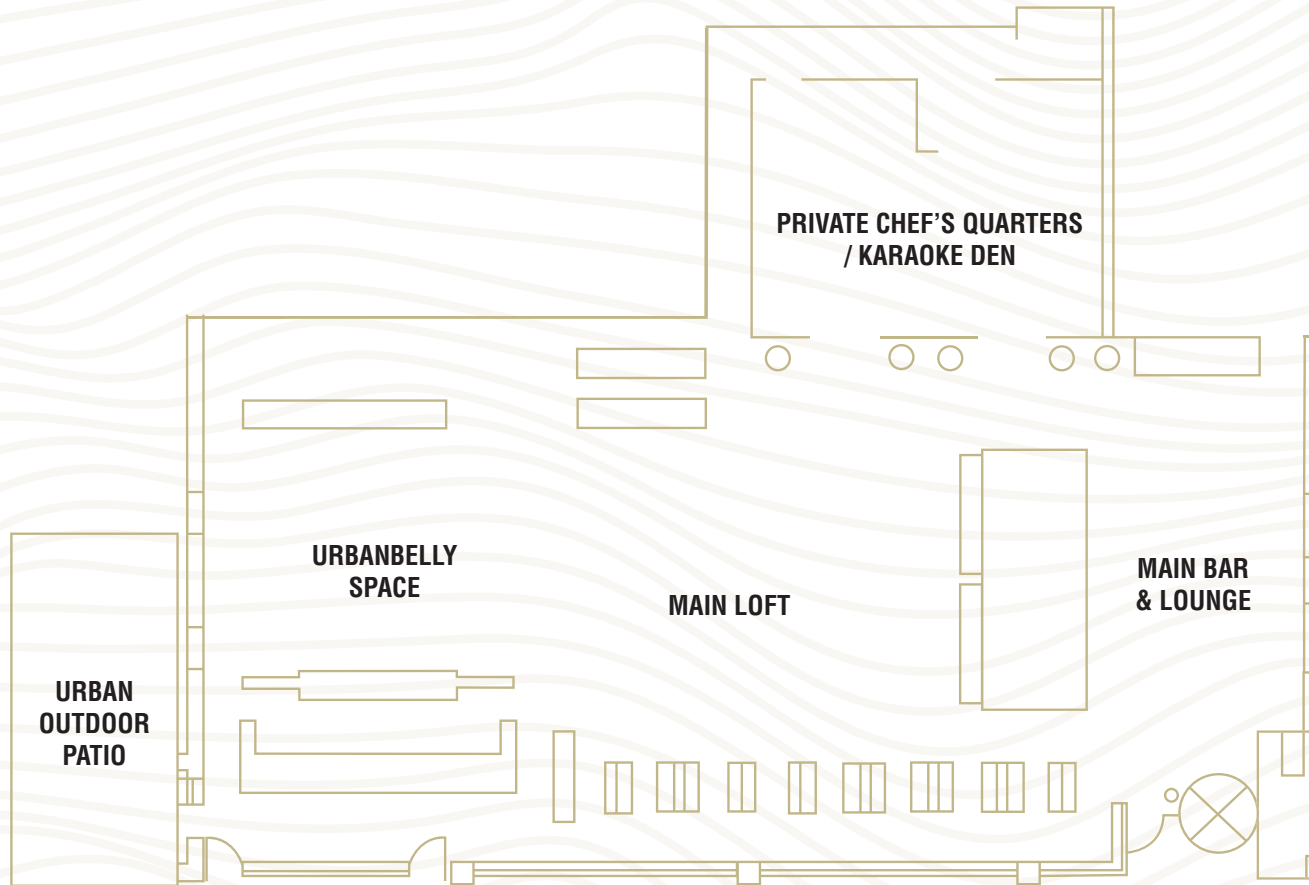 PRIVATE CHEF'S QUARTERS
/ KARAOKE DEN
URBANBELLY
SPACE
MAIN LOFT
MAIN BAR
& LOUNGE
URBAN
OUTDOOR
PATIO